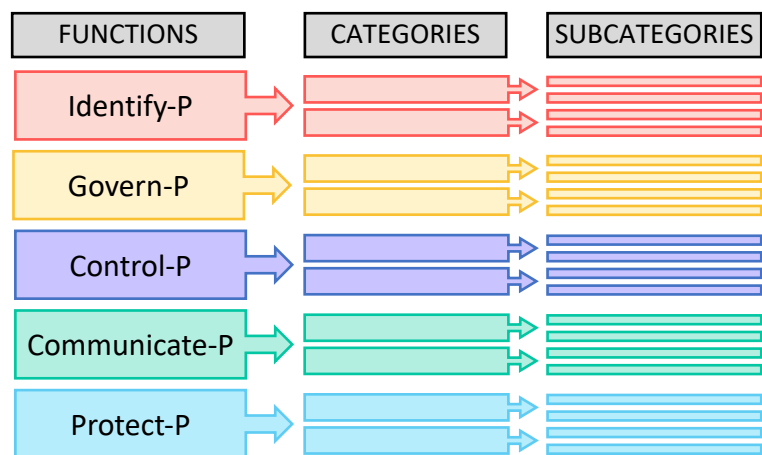 FUNCTIONS
CATEGORIES
SUBCATEGORIES
Identify-P
Govern-P
Control-P
Communicate-P
Protect-P